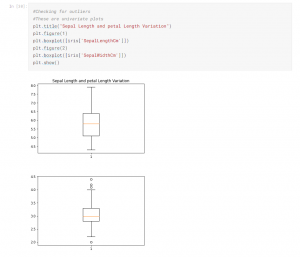 In [10]:
#Checking for outliers
#These are univariate plots
plt.title("Sepal Length and petal Length Variation")
plt.figure(1)
plt.boxplot([iris['SepalLengthCm']])
plt.figure(2)
plt.boxplot([iris['SepalWidthCm']])
plt.show()
Sepal Length and petal Length Variation
8.0
7.5
7.0
6.5
6.0
5.5
5.0
4.5
1
4.5
4.0
3.5
3.0
2.5
2.0
1